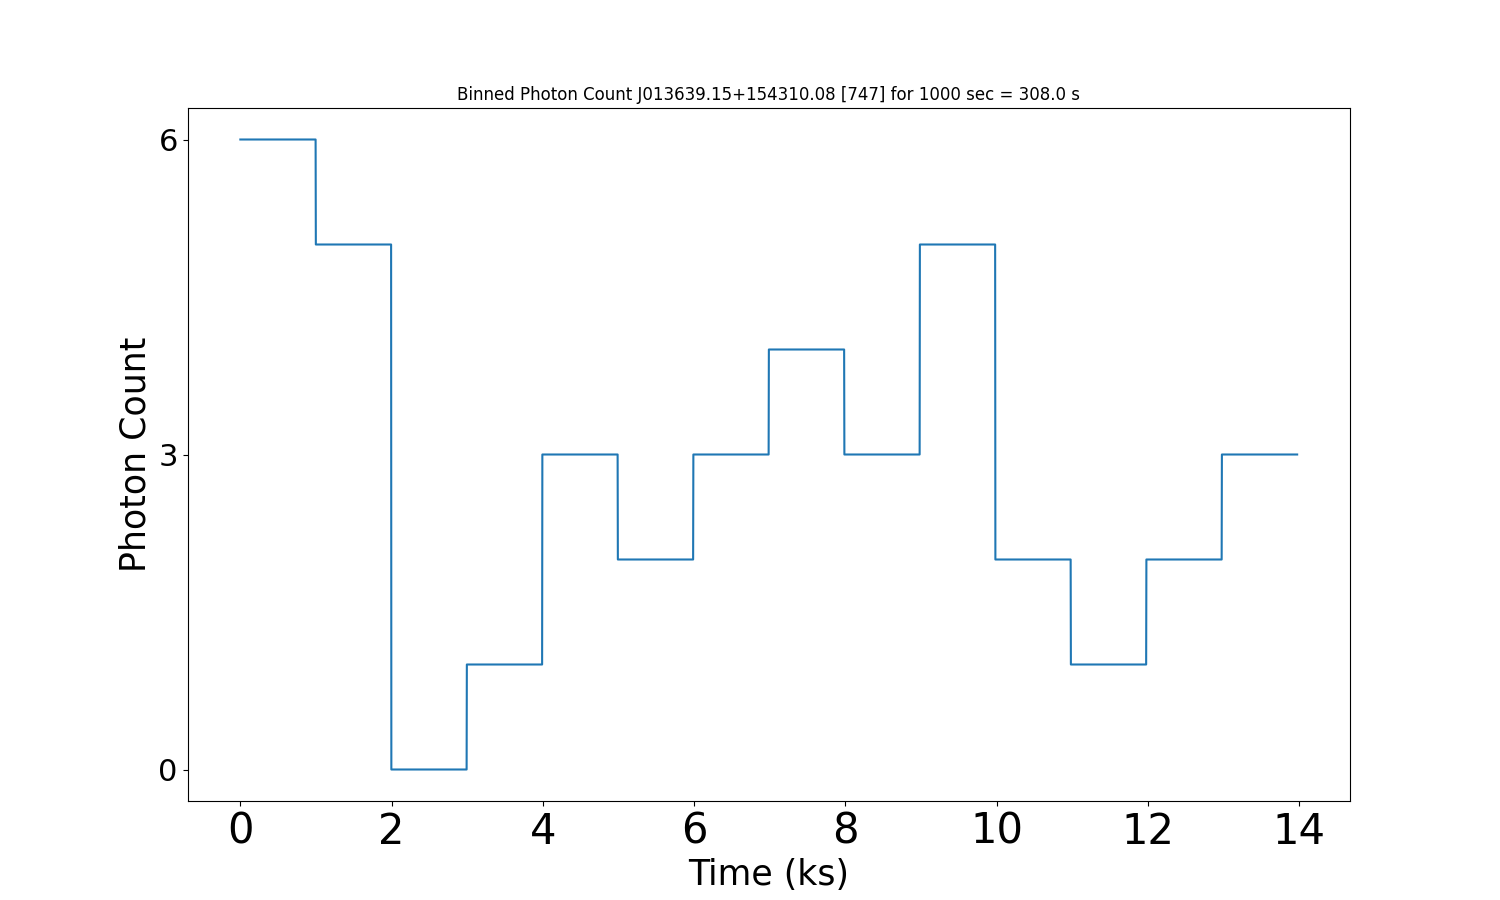 Binned Photon Count J013639.15+154310.08 [747] for 1000 sec = 308.0 s
6
3
0
Photon Count
0 2 4 6 8 10 12 14
Time (ks)